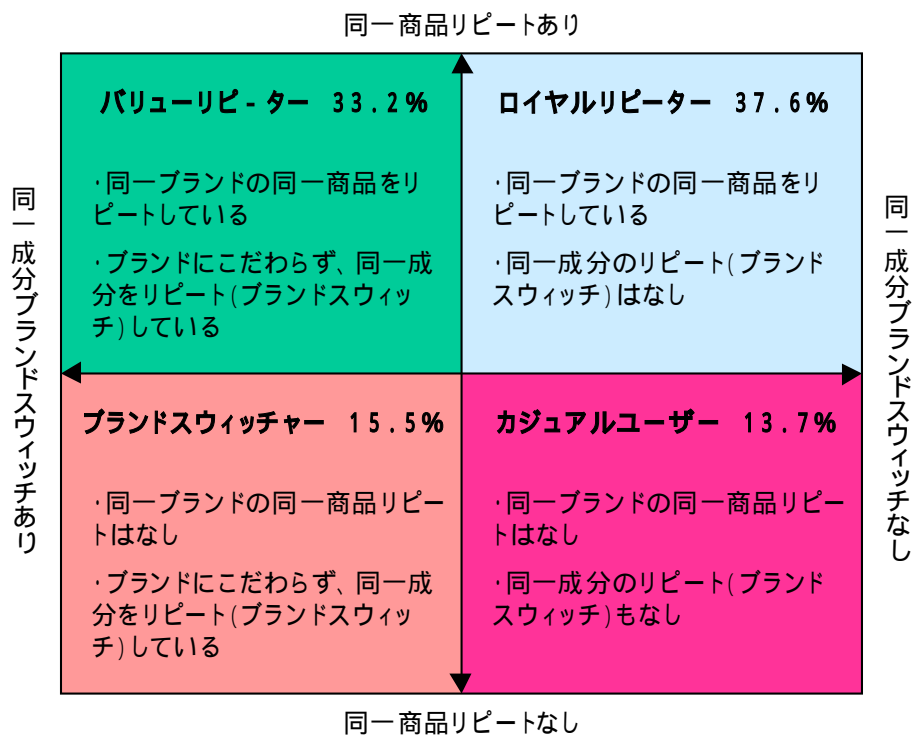 同一商品リピートあり
バリューリピ-ター 33.2%
・同一ブランドの同一商品をリ
ピートしている
・ブランドにこだわらず、同一成
分をリピート(ブランドスウィッ
チ)している
ロイヤルリピーター 37.6%
・同一ブランドの同一商品をリ
ピートしている
・同一成分のリピート(ブランド
スウィッチ)はなし
同一成分ブランドスウィッチあり
同一成分ブランドスウィッチなし
ブランドスウィッチャー 15.5%
・同一ブランドの同一商品リピー
トはなし
・ブランドにこだわらず、同一成
分をリピート(ブランドスウィッ
チ)している
カジュアルユーザー 13.7%
・同一ブランドの同一商品リピー
トはなし
・同一成分のリピート(ブランド
スウィッチ)もなし
同一商品リピートなし